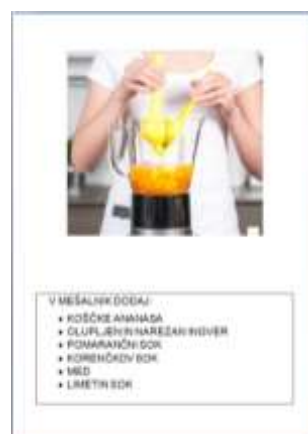 V MEŠALNIK DODAJ:
KOŠČKE ANANASA
OLUPLJEN IN NAREZAN INGVER
POMARANČNI SOK
KORENČKOV SOK
MED
LIMETIN SOK